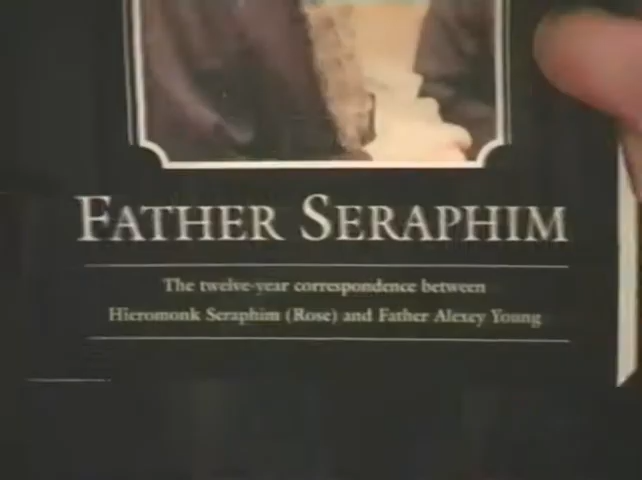 FATHER SERAPHIM
The twelve-year correspondence between
Hieromonk Seraphim (Rose) and Father Alexey Young